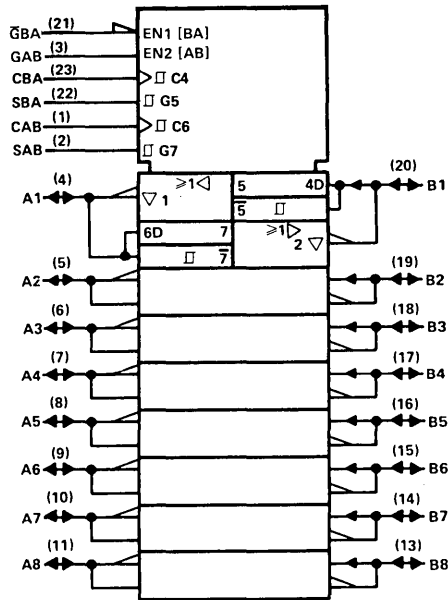 G̅BA (21) EN1 [BA]
GAB (3) EN2 [AB]
CBA (23) C4
SBA (22) G5
CAB (1) C6
SAB (2) G7
A1 (4) ≥1 1 5 4D (20) B1
5̅
6D 7 ≥1 2
7̅
A2 (5) (19) B2
A3 (6) (18) B3
A4 (7) (17) B4
A5 (8) (16) B5
A6 (9) (15) B6
A7 (10) (14) B7
A8 (11) (13) B8